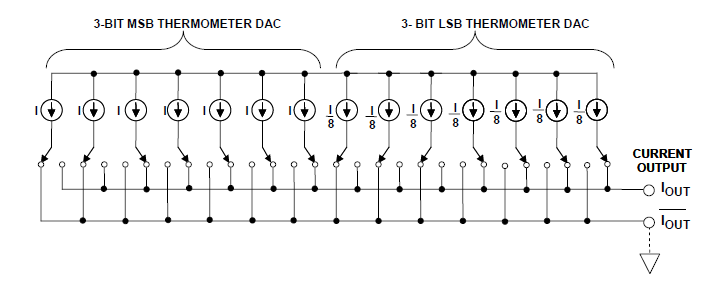 3-BIT MSB THERMOMETER DAC
3- BIT LSB THERMOMETER DAC
I I I I I I I I/8 I/8 I/8 I/8 I/8 I/8 I/8
CURRENT
OUTPUT
IOUT
IOUT